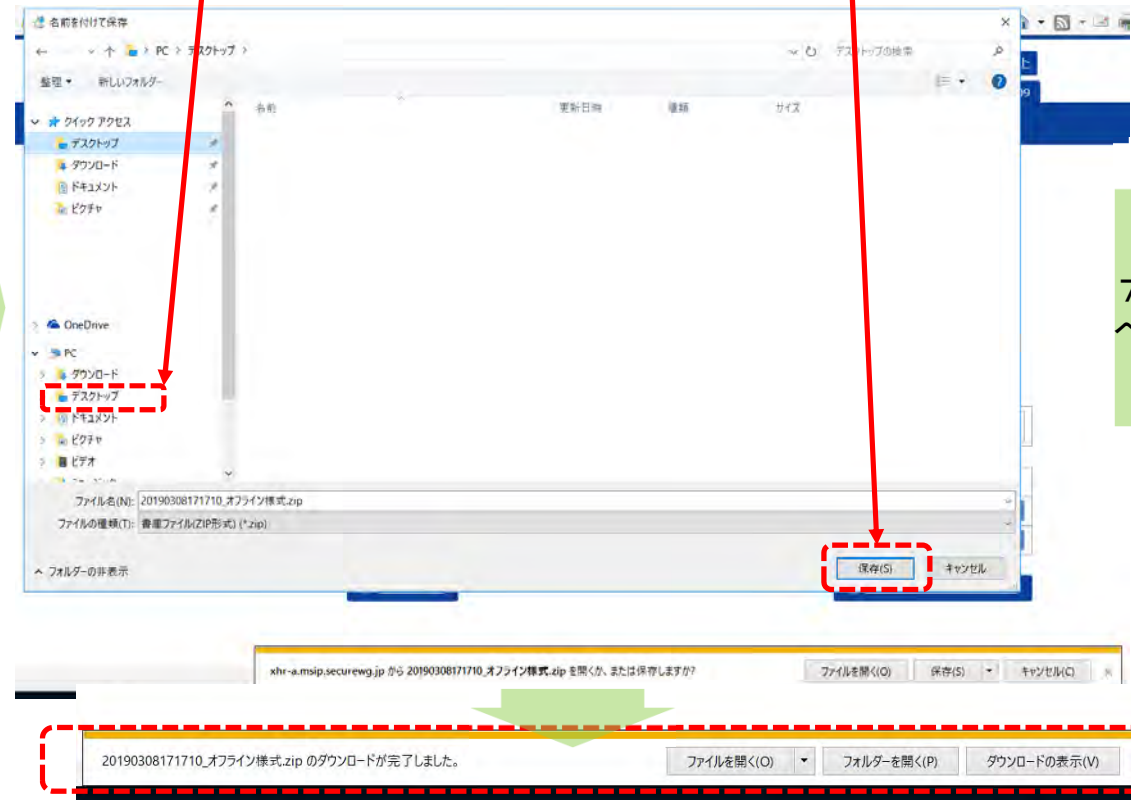 名前を付けて保存
PC > デスクトップ >
デスクトップの検索
整理
新しいフォルダー
名前
更新日時
種類
サイズ
クイック アクセス
デスクトップ
ダウンロード
ドキュメント
ピクチャ
OneDrive
PC
ダウンロード
デスクトップ
ドキュメント
ピクチャ
ビデオ
ファイル名(N): 20190308171710_オフライン様式.zip
ファイルの種類(T): 書庫ファイル(ZIP形式) (*.zip)
フォルダーの非表示
保存(S)
キャンセル
と
09
xhr-a.msip.securewg.jp から 20190308171710_オフライン様式.zip を開くか、または保存しますか?
ファイルを開く(O)
保存(S)
キャンセル(C)
20190308171710_オフライン様式.zip のダウンロードが完了しました。
ファイルを開く(O)
フォルダーを開く(P)
ダウンロードの表示(V)